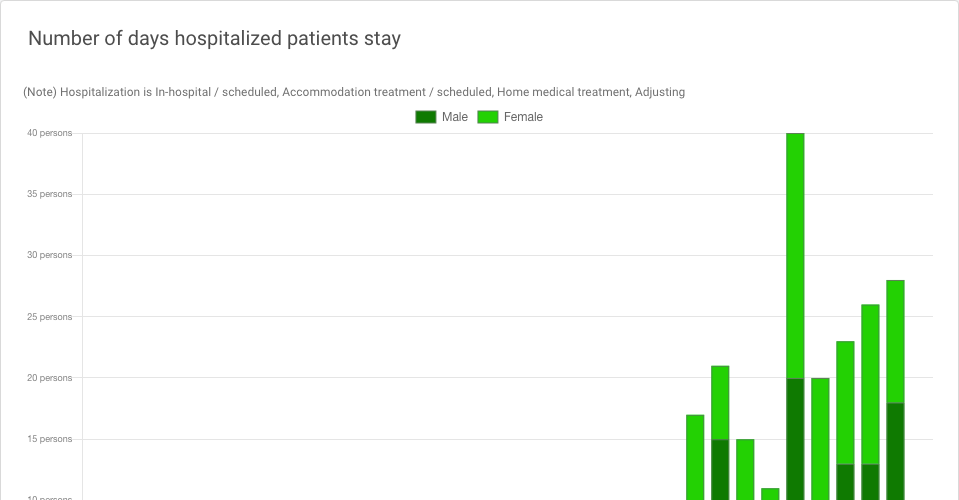 Number of days hospitalized patients stay
(Note) Hospitalization is In-hospital / scheduled, Accommodation treatment / scheduled, Home medical treatment, Adjusting
Male Female
40 persons
35 persons
30 persons
25 persons
20 persons
15 persons
10 persons